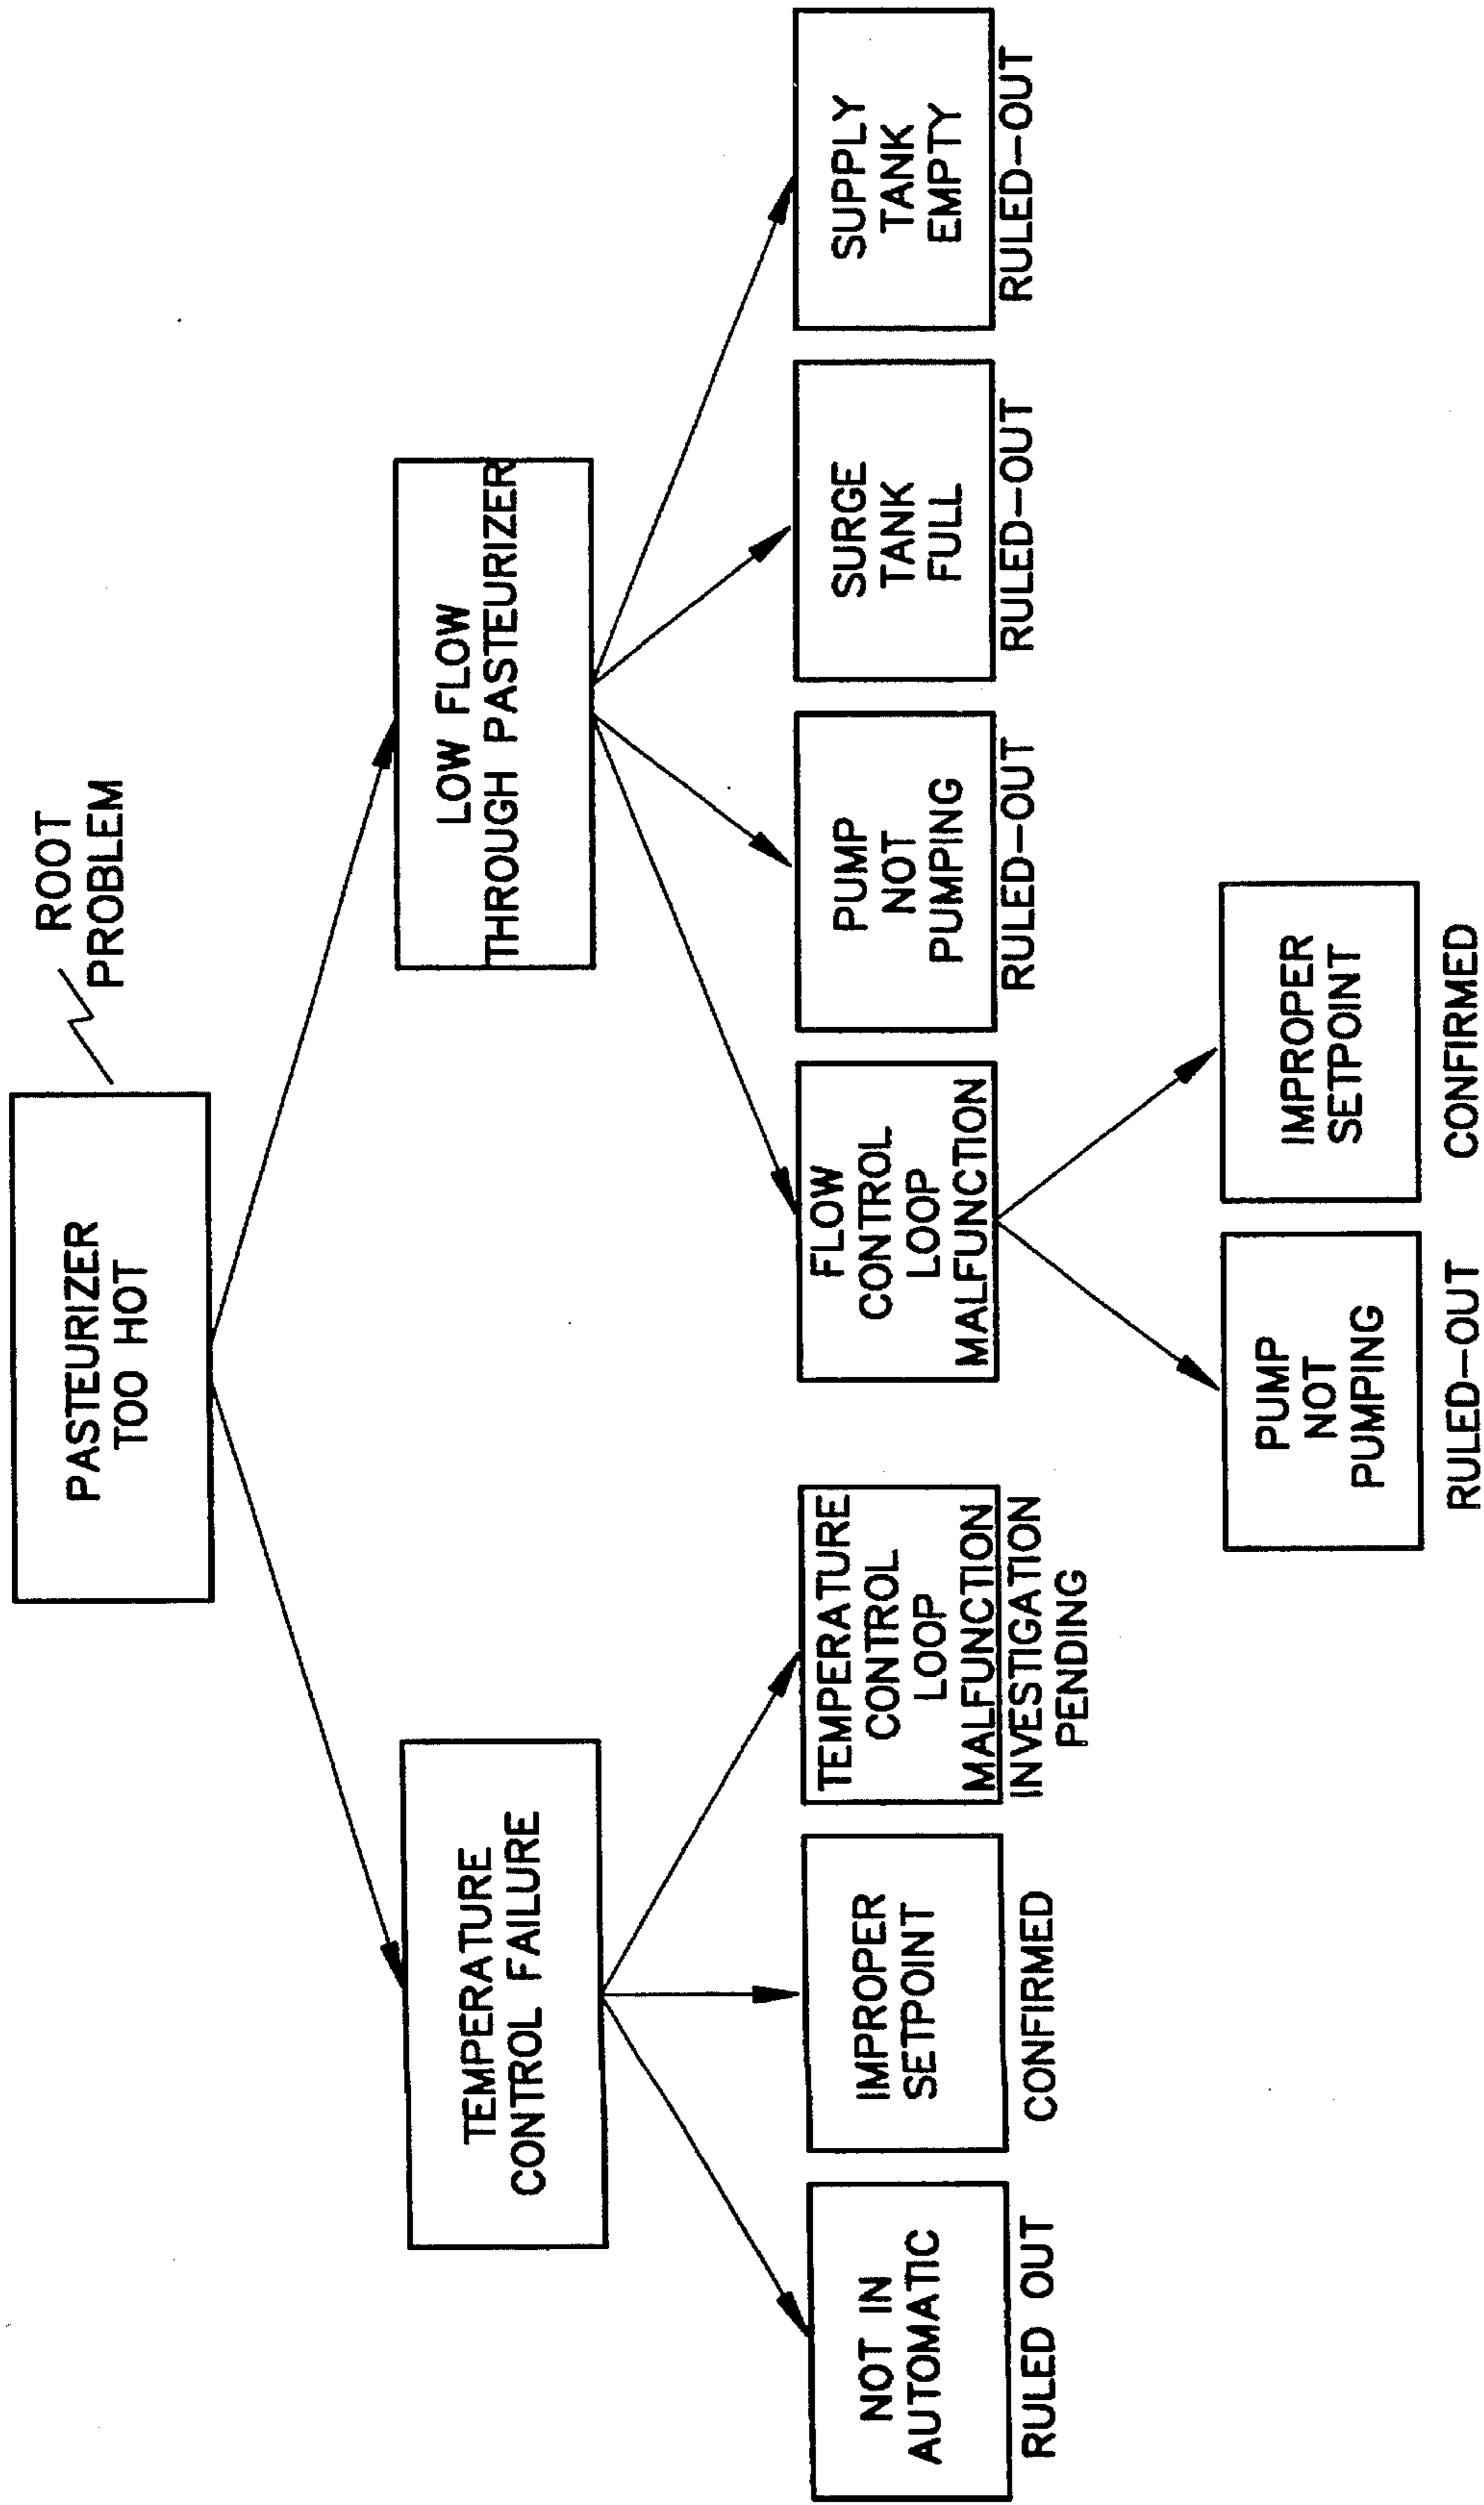 ROOT
PROBLEM
PASTEURIZER
TOO HOT
TEMPERATURE
CONTROL FAILURE
LOW FLOW
THROUGH PASTEURIZER
NOT IN
AUTOMATIC
RULED OUT
IMPROPER
SETPOINT
CONFIRMED
TEMPERATURE
CONTROL
LOOP
MALFUNCTION
INVESTIGATION
PENDING
FLOW
CONTROL
LOOP
MALFUNCTION
PUMP
NOT
PUMPING
RULED-OUT
SURGE
TANK
FULL
RULED-OUT
SUPPLY
TANK
EMPTY
RULED-OUT
PUMP
NOT
PUMPING
RULED-OUT
IMPROPER
SETPOINT
CONFIRMED